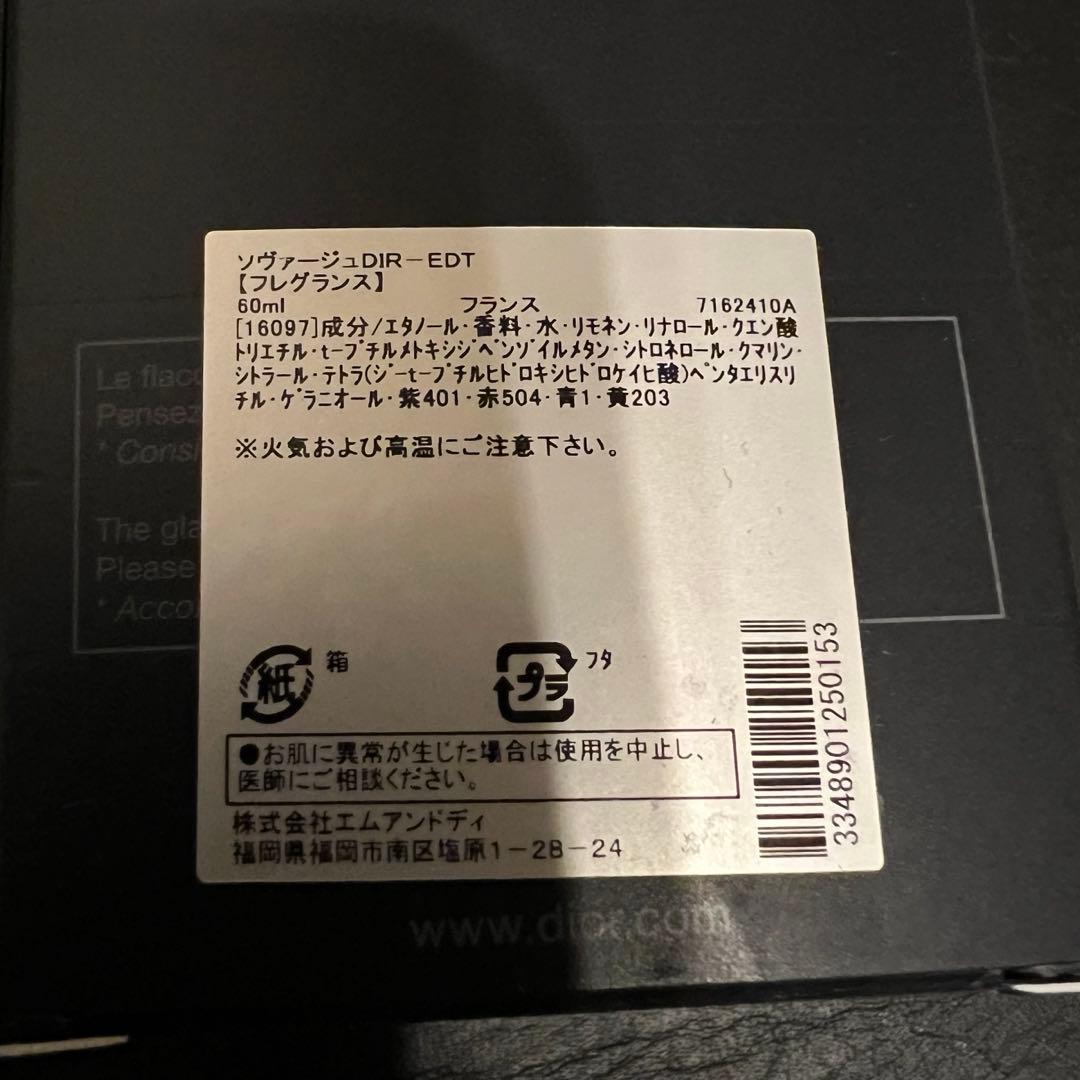 ソヴァージュDIR−EDT
【フレグランス】
60ml フランス 7162410A
[16097]成分/エタノール・香料・水・リモネン・リナロール・クエン酸
トリエチル・t−ブチルメトキシジベンゾイルメタン・シトロネロール・クマリン・
シトラール・テトラ(ジ−t−ブチルヒドロキシヒドロケイヒ酸)ペンタエリスリ
チル・ゲラニオール・紫401・赤504・青1・黄203
※火気および高温にご注意下さい。
Le
Pensez
The
Please
紙 箱
プラ フタ
3348901250153
●お肌に異常が生じた場合は使用を中止し、
医師にご相談ください。
株式会社エムアンドディ
福岡県福岡市南区塩原1−2B−24
www.dior.com